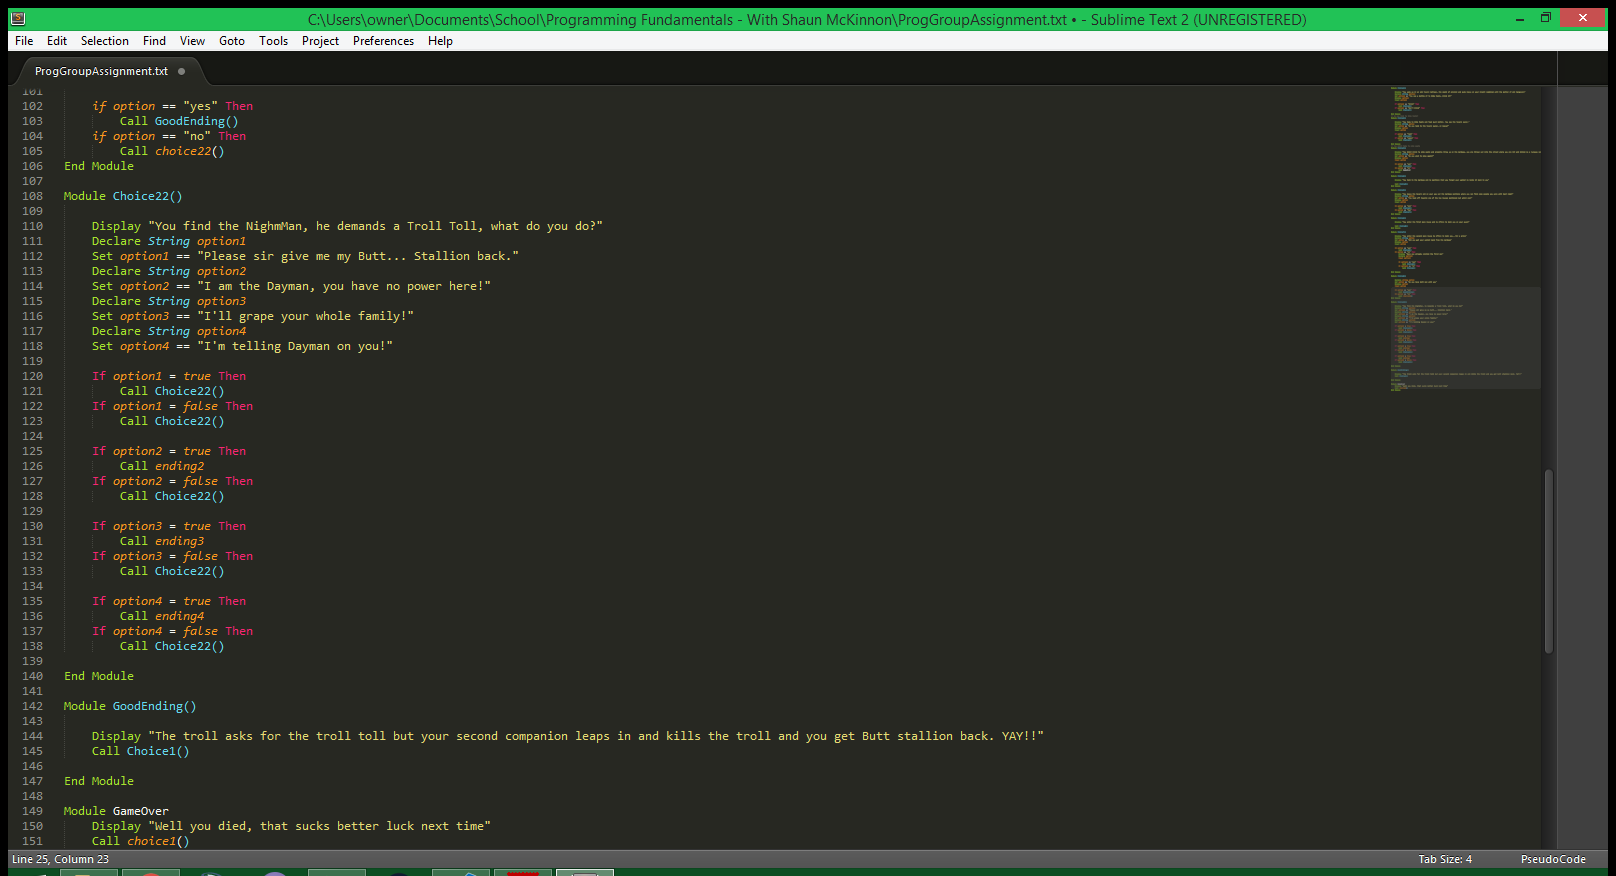 C:\Users\owner\Documents\School\Programming Fundamentals - With Shaun McKinnon\ProgGroupAssignment.txt • - Sublime Text 2 (UNREGISTERED)
File Edit Selection Find View Goto Tools Project Preferences Help
ProgGroupAssignment.txt
101
102 if option == "yes" Then
103 Call GoodEnding()
104 if option == "no" Then
105 Call choice22()
106 End Module
107
108 Module Choice22()
109
110 Display "You find the NighmMan, he demands a Troll Toll, what do you do?"
111 Declare String option1
112 Set option1 == "Please sir give me my Butt... Stallion back."
113 Declare String option2
114 Set option2 == "I am the Dayman, you have no power here!"
115 Declare String option3
116 Set option3 == "I'll grape your whole family!"
117 Declare String option4
118 Set option4 == "I'm telling Dayman on you!"
119
120 If option1 = true Then
121 Call Choice22()
122 If option1 = false Then
123 Call Choice22()
124
125 If option2 = true Then
126 Call ending2
127 If option2 = false Then
128 Call Choice22()
129
130 If option3 = true Then
131 Call ending3
132 If option3 = false Then
133 Call Choice22()
134
135 If option4 = true Then
136 Call ending4
137 If option4 = false Then
138 Call Choice22()
139
140 End Module
141
142 Module GoodEnding()
143
144 Display "The troll asks for the troll toll but your second companion leaps in and kills the troll and you get Butt stallion back. YAY!!"
145 Call Choice1()
146
147 End Module
148
149 Module GameOver
150 Display "Well you died, that sucks better luck next time"
151 Call choice1()
Line 25, Column 23 Tab Size: 4 PseudoCode